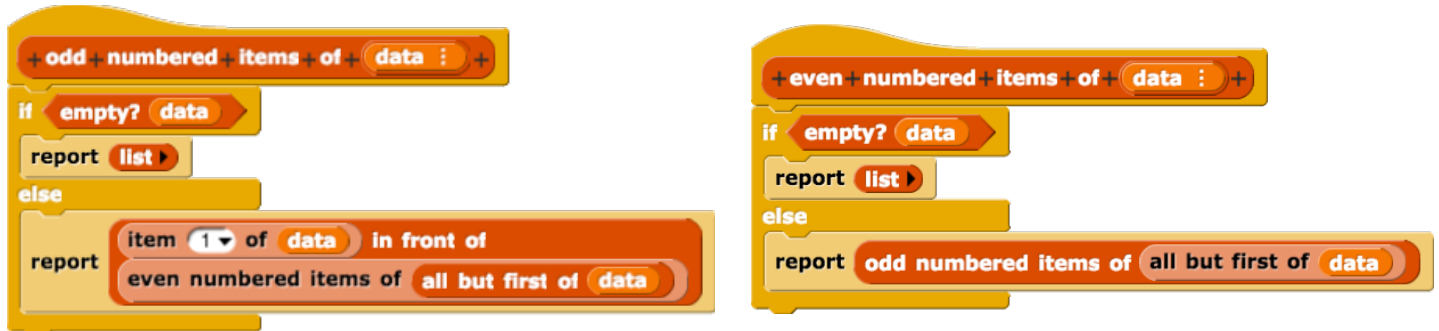 + odd + numbered + items + of + data ⋮ +
if empty? data
report list
else
report item 1 of data in front of
even numbered items of all but first of data
+ even + numbered + items + of + data ⋮ +
if empty? data
report list
else
report odd numbered items of all but first of data